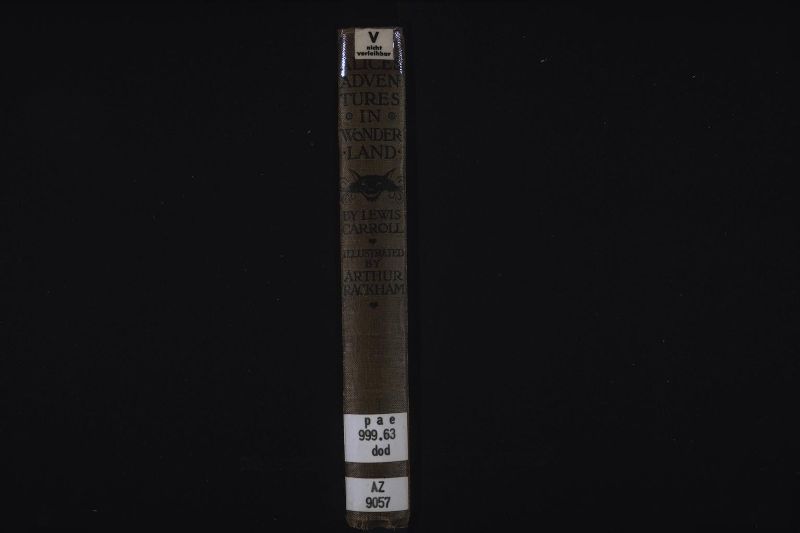 V
nicht
verleihbar
ALICE'S
ADVEN
TURES
IN
WONDER
LAND
BY LEWIS
CARROLL
ILLUSTRATED
BY
ARTHUR
RACKHAM
pae
999.63
dod
AZ
9057